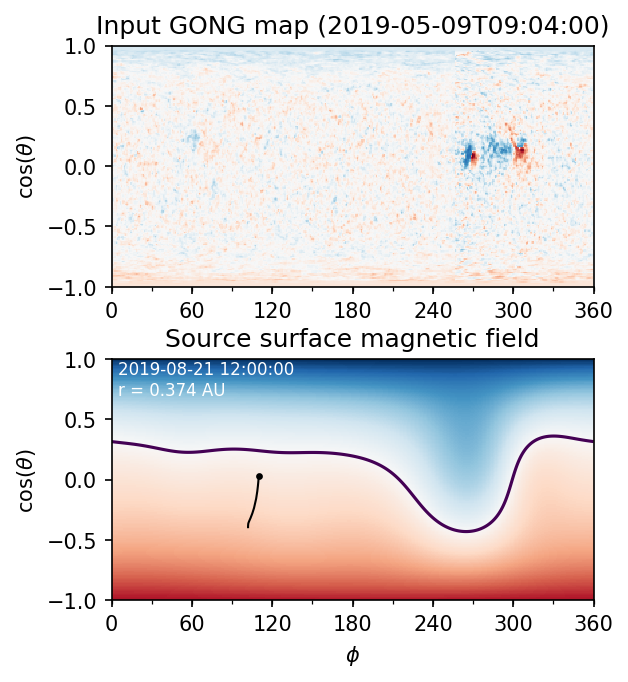 Input GONG map (2019-05-09T09:04:00)
1.0
0.5
0.0
−0.5
−1.0
cos(θ)
0 60 120 180 240 300 360
Source surface magnetic field
2019-08-21 12:00:00
r = 0.374 AU
1.0
0.5
0.0
−0.5
−1.0
cos(θ)
0 60 120 180 240 300 360
ϕ